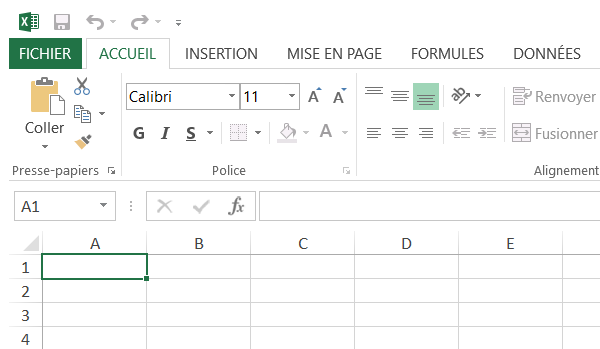 FICHIER ACCUEIL INSERTION MISE EN PAGE FORMULES DONNÉES
Calibri 11 A A Renvoyer
Coller G I S A Fusionner
Presse-papiers Police Alignement
A1 fx
A B C D E
1
2
3
4